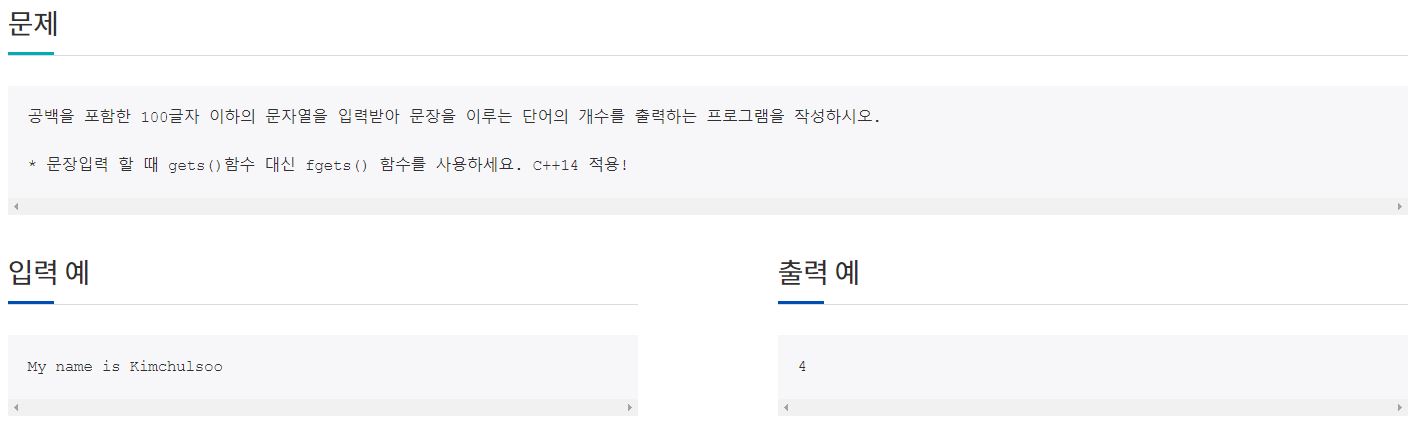 문제
공백을 포함한 100글자 이하의 문자열을 입력받아 문장을 이루는 단어의 개수를 출력하는 프로그램을 작성하시오.
* 문장입력 할 때 gets()함수 대신 fgets() 함수를 사용하세요. C++14 적용!
입력 예
My name is Kimchulsoo
출력 예
4